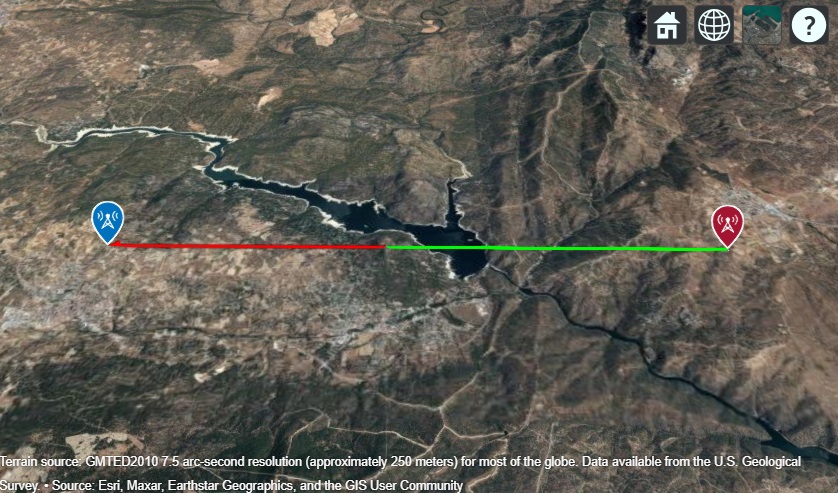 ?
Terrain source: GMTED2010 7.5 arc-second resolution (approximately 250 meters) for most of the globe. Data available from the U.S. Geological
Survey. • Source: Esri, Maxar, Earthstar Geographics, and the GIS User Community